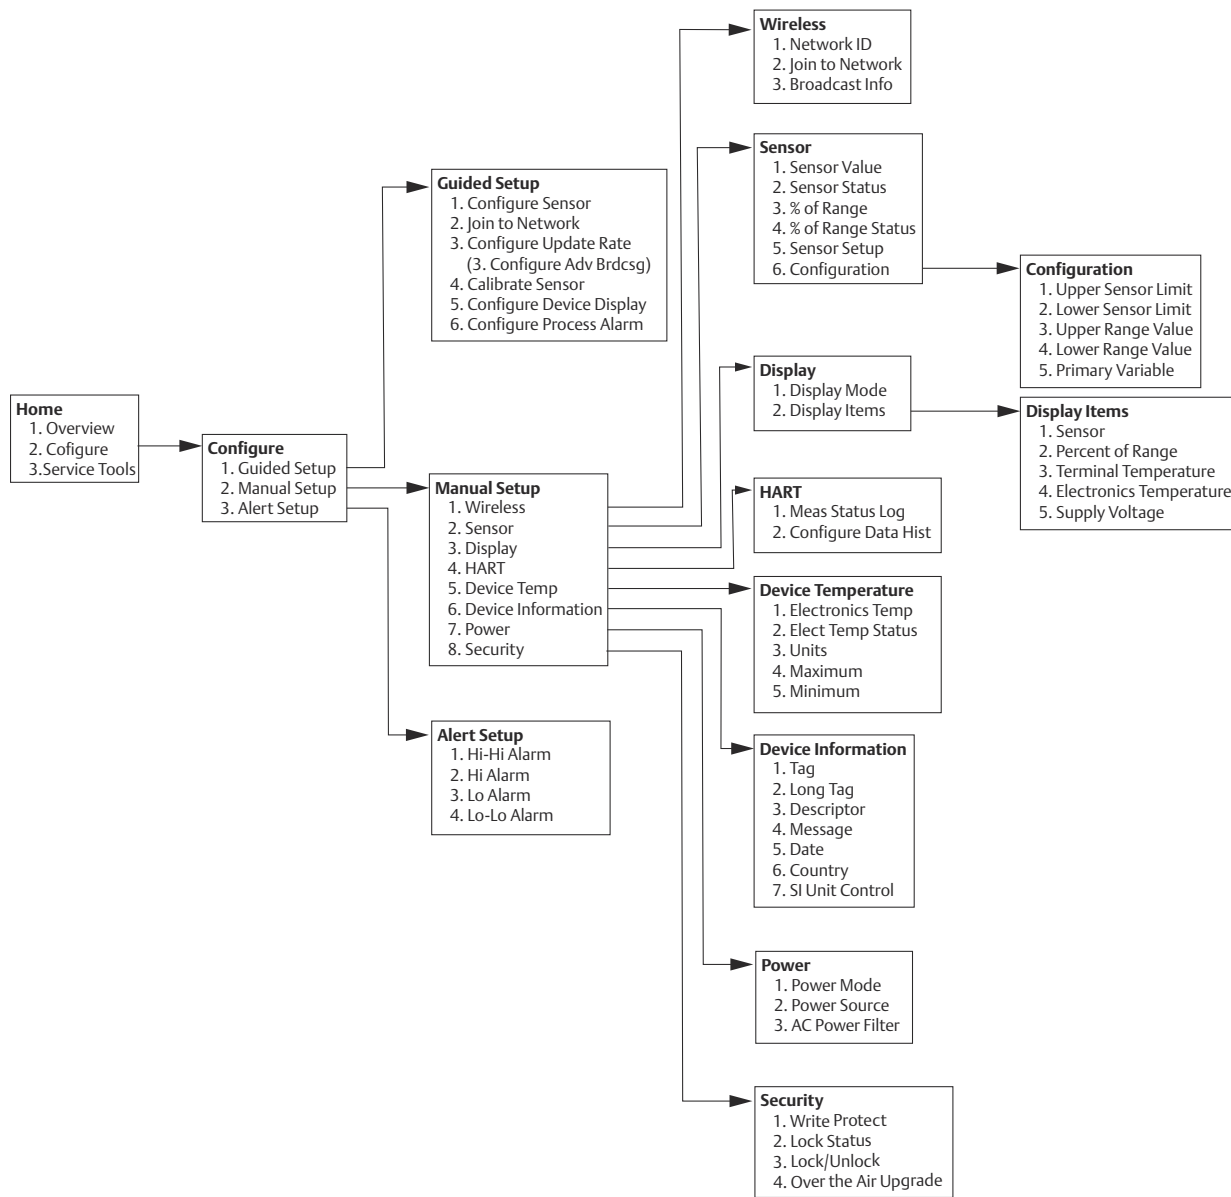 Home
1. Overview
2. Cofigure
3.Service Tools
Configure
1. Guided Setup
2. Manual Setup
3. Alert Setup
Guided Setup
1. Configure Sensor
2. Join to Network
3. Configure Update Rate
(3. Configure Adv Brdcsg)
4. Calibrate Sensor
5. Configure Device Display
6. Configure Process Alarm
Manual Setup
1. Wireless
2. Sensor
3. Display
4. HART
5. Device Temp
6. Device Information
7. Power
8. Security
Alert Setup
1. Hi-Hi Alarm
2. Hi Alarm
3. Lo Alarm
4. Lo-Lo Alarm
Wireless
1. Network ID
2. Join to Network
3. Broadcast Info
Sensor
1. Sensor Value
2. Sensor Status
3. % of Range
4. % of Range Status
5. Sensor Setup
6. Configuration
Display
1. Display Mode
2. Display Items
HART
1. Meas Status Log
2. Configure Data Hist
Device Temperature
1. Electronics Temp
2. Elect Temp Status
3. Units
4. Maximum
5. Minimum
Device Information
1. Tag
2. Long Tag
3. Descriptor
4. Message
5. Date
6. Country
7. SI Unit Control
Power
1. Power Mode
2. Power Source
3. AC Power Filter
Security
1. Write Protect
2. Lock Status
3. Lock/Unlock
4. Over the Air Upgrade
Configuration
1. Upper Sensor Limit
2. Lower Sensor Limit
3. Upper Range Value
4. Lower Range Value
5. Primary Variable
Display Items
1. Sensor
2. Percent of Range
3. Terminal Temperature
4. Electronics Temperature
5. Supply Voltage